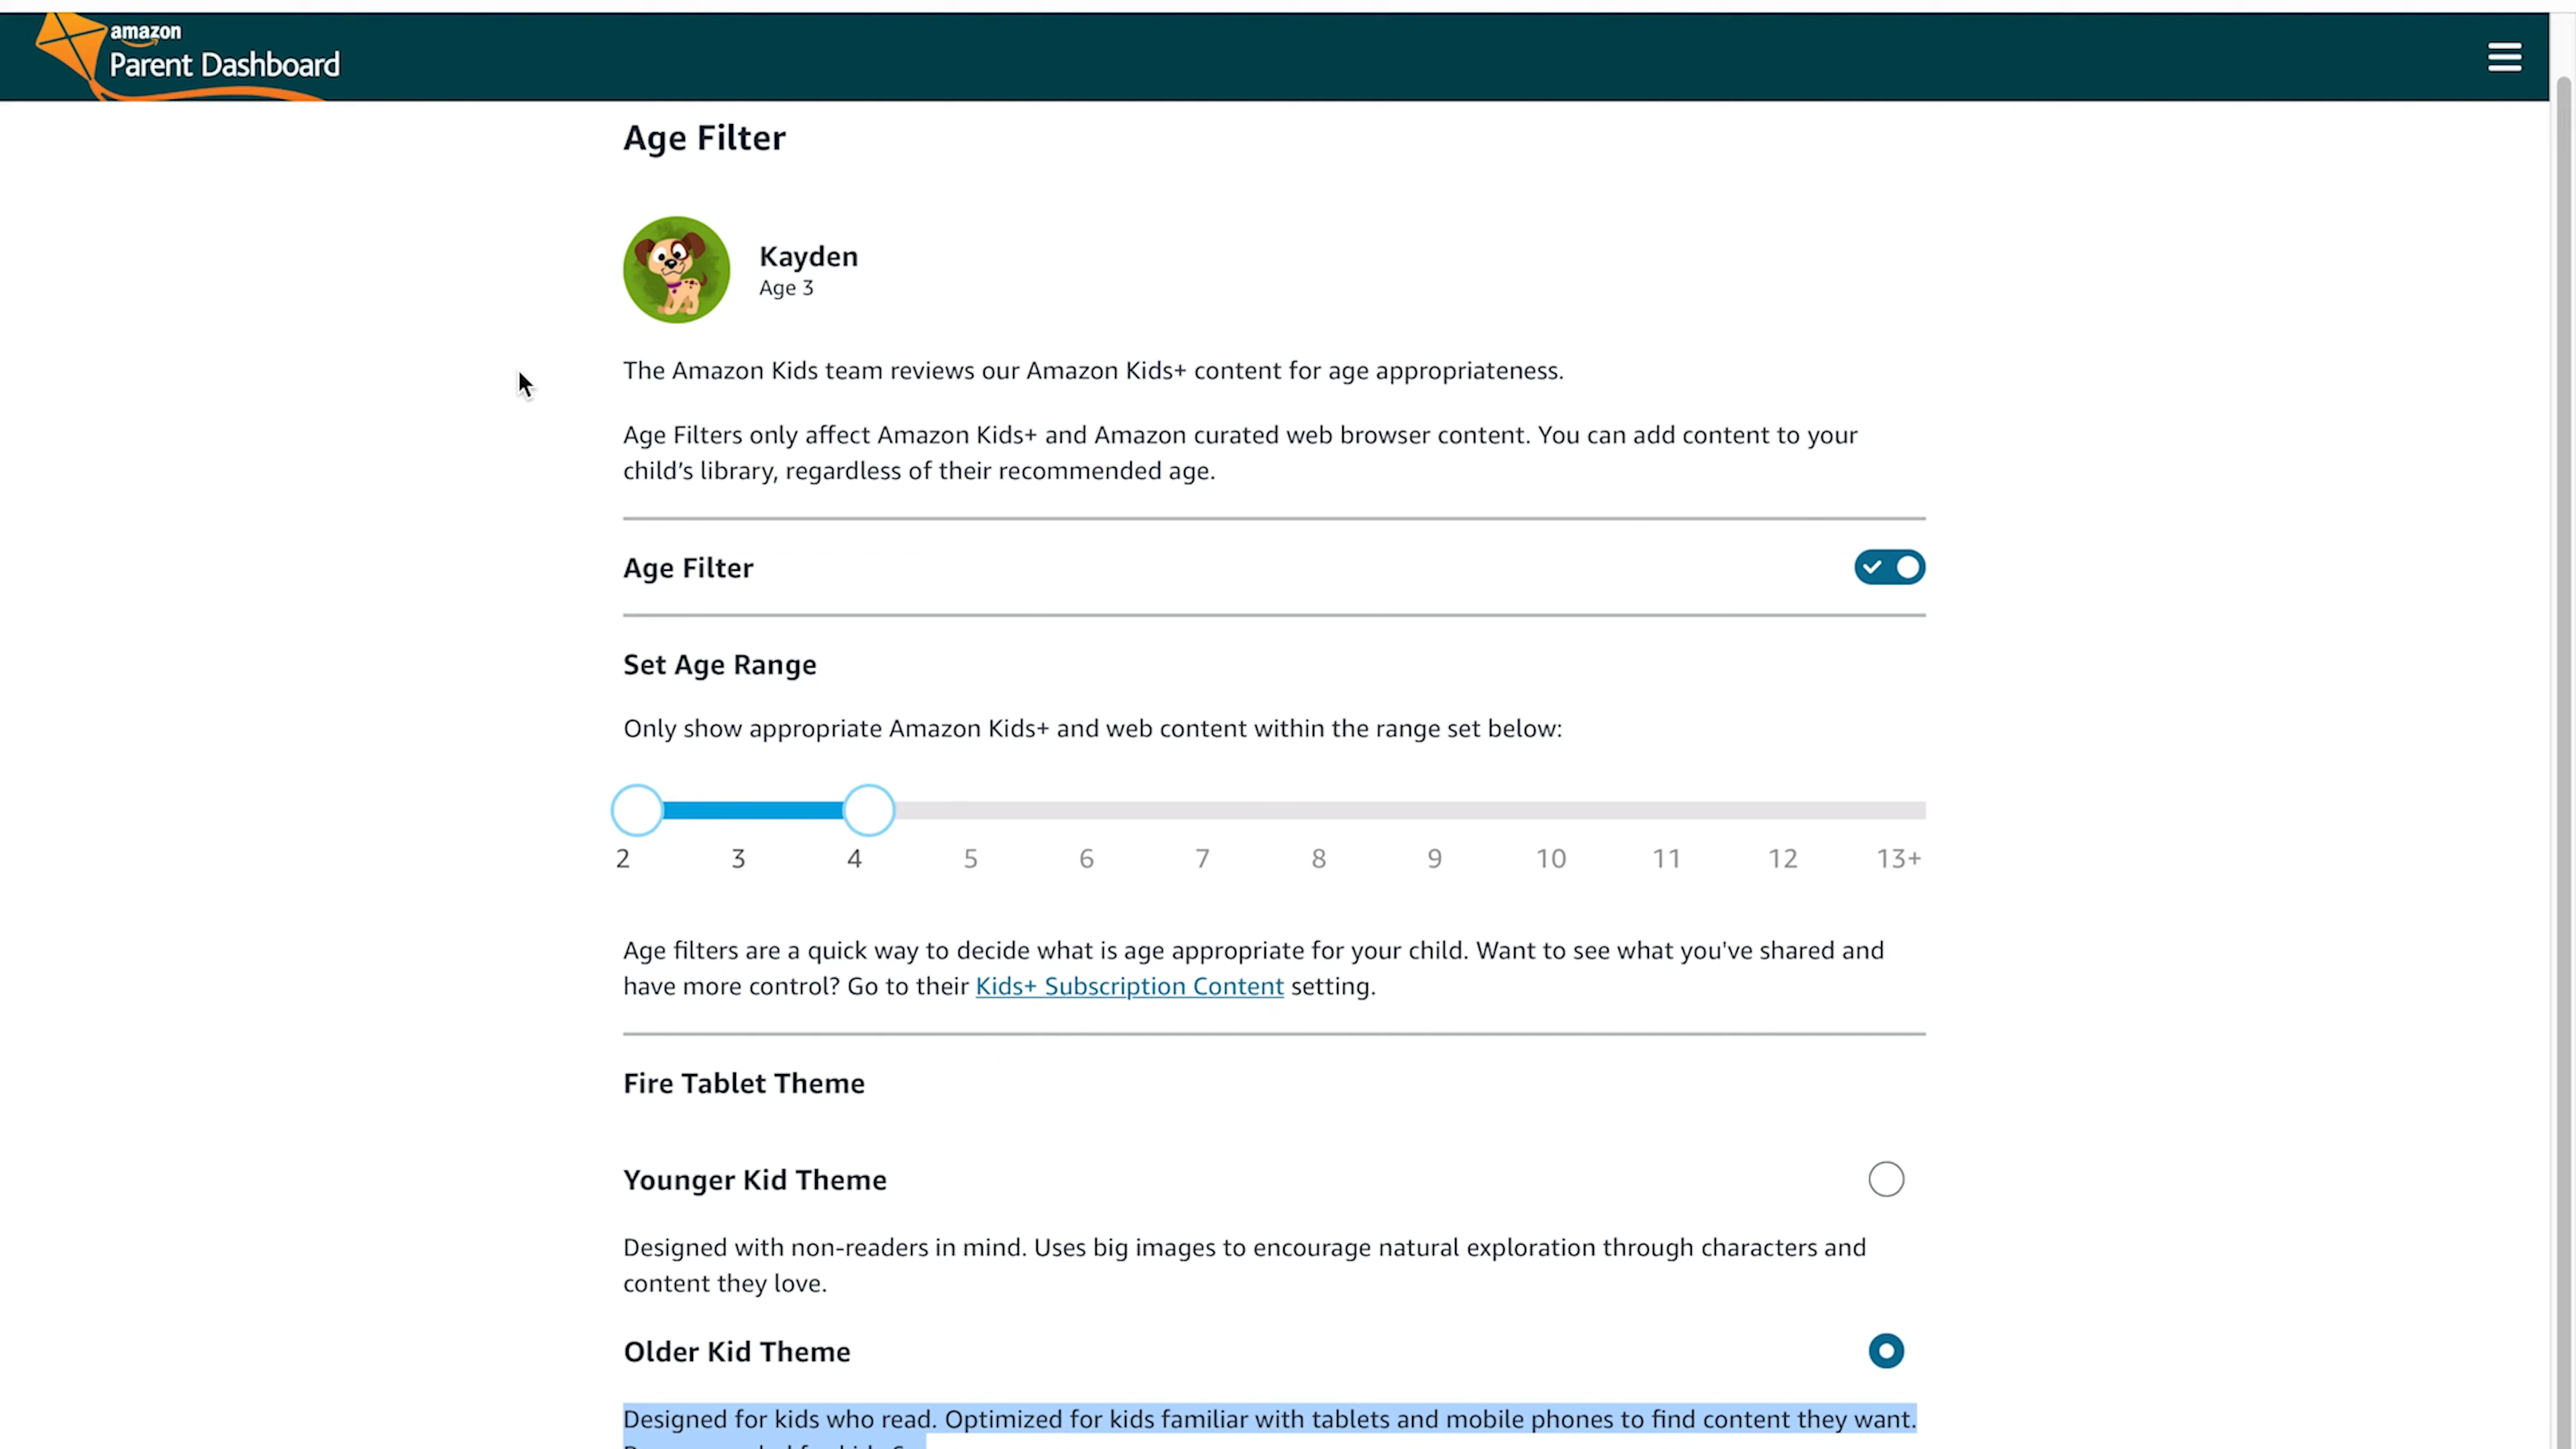 amazon
Parent Dashboard
Age Filter
Kayden
Age 3
The Amazon Kids team reviews our Amazon Kids+ content for age appropriateness.
Age Filters only affect Amazon Kids+ and Amazon curated web browser content. You can add content to your
child’s library, regardless of their recommended age.
Age Filter
Set Age Range
Only show appropriate Amazon Kids+ and web content within the range set below:
2 3 4 5 6 7 8 9 10 11 12 13+
Age filters are a quick way to decide what is age appropriate for your child. Want to see what you've shared and
have more control? Go to their Kids+ Subscription Content setting.
Fire Tablet Theme
Younger Kid Theme
Designed with non-readers in mind. Uses big images to encourage natural exploration through characters and
content they love.
Older Kid Theme
Designed for kids who read. Optimized for kids familiar with tablets and mobile phones to find content they want.